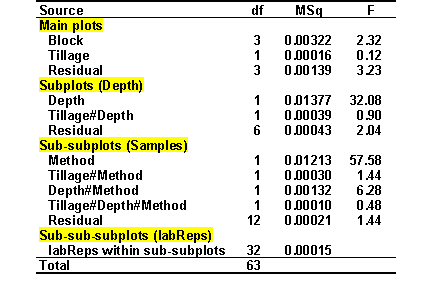 Source df MSq F
Main plots
Block 3 0.00322 2.32
Tillage 1 0.00016 0.12
Residual 3 0.00139 3.23
Subplots (Depth)
Depth 1 0.01377 32.08
Tillage#Depth 1 0.00039 0.90
Residual 6 0.00043 2.04
Sub-subplots (Samples)
Method 1 0.01213 57.58
Tillage#Method 1 0.00030 1.44
Depth#Method 1 0.00132 6.28
Tillage#Depth#Method 1 0.00010 0.48
Residual 12 0.00021 1.44
Sub-sub-subplots (labReps)
labReps within sub-subplots 32 0.00015
Total 63